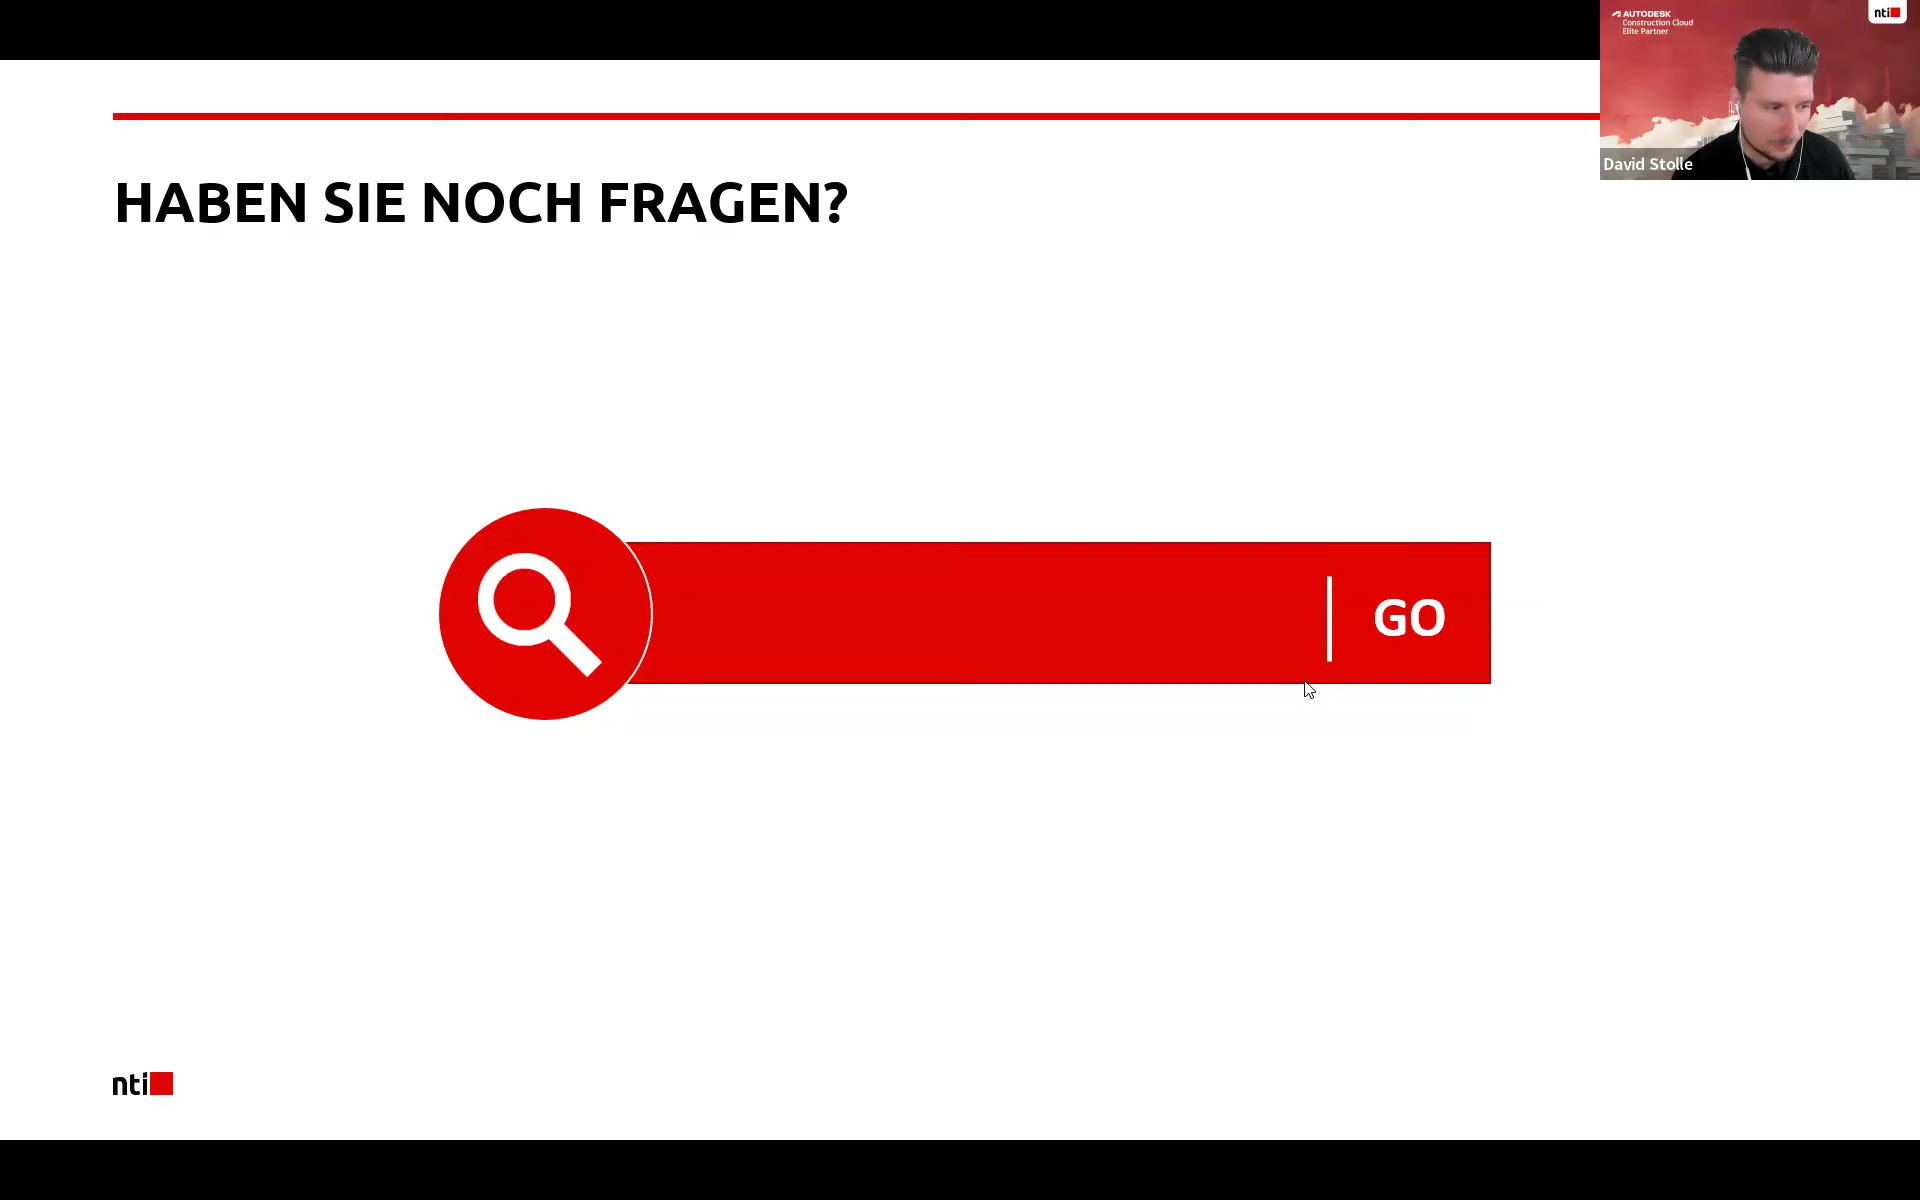 AUTODESK
Construction Cloud
Elite Partner
nti
David Stolle
HABEN SIE NOCH FRAGEN?
GO
nti